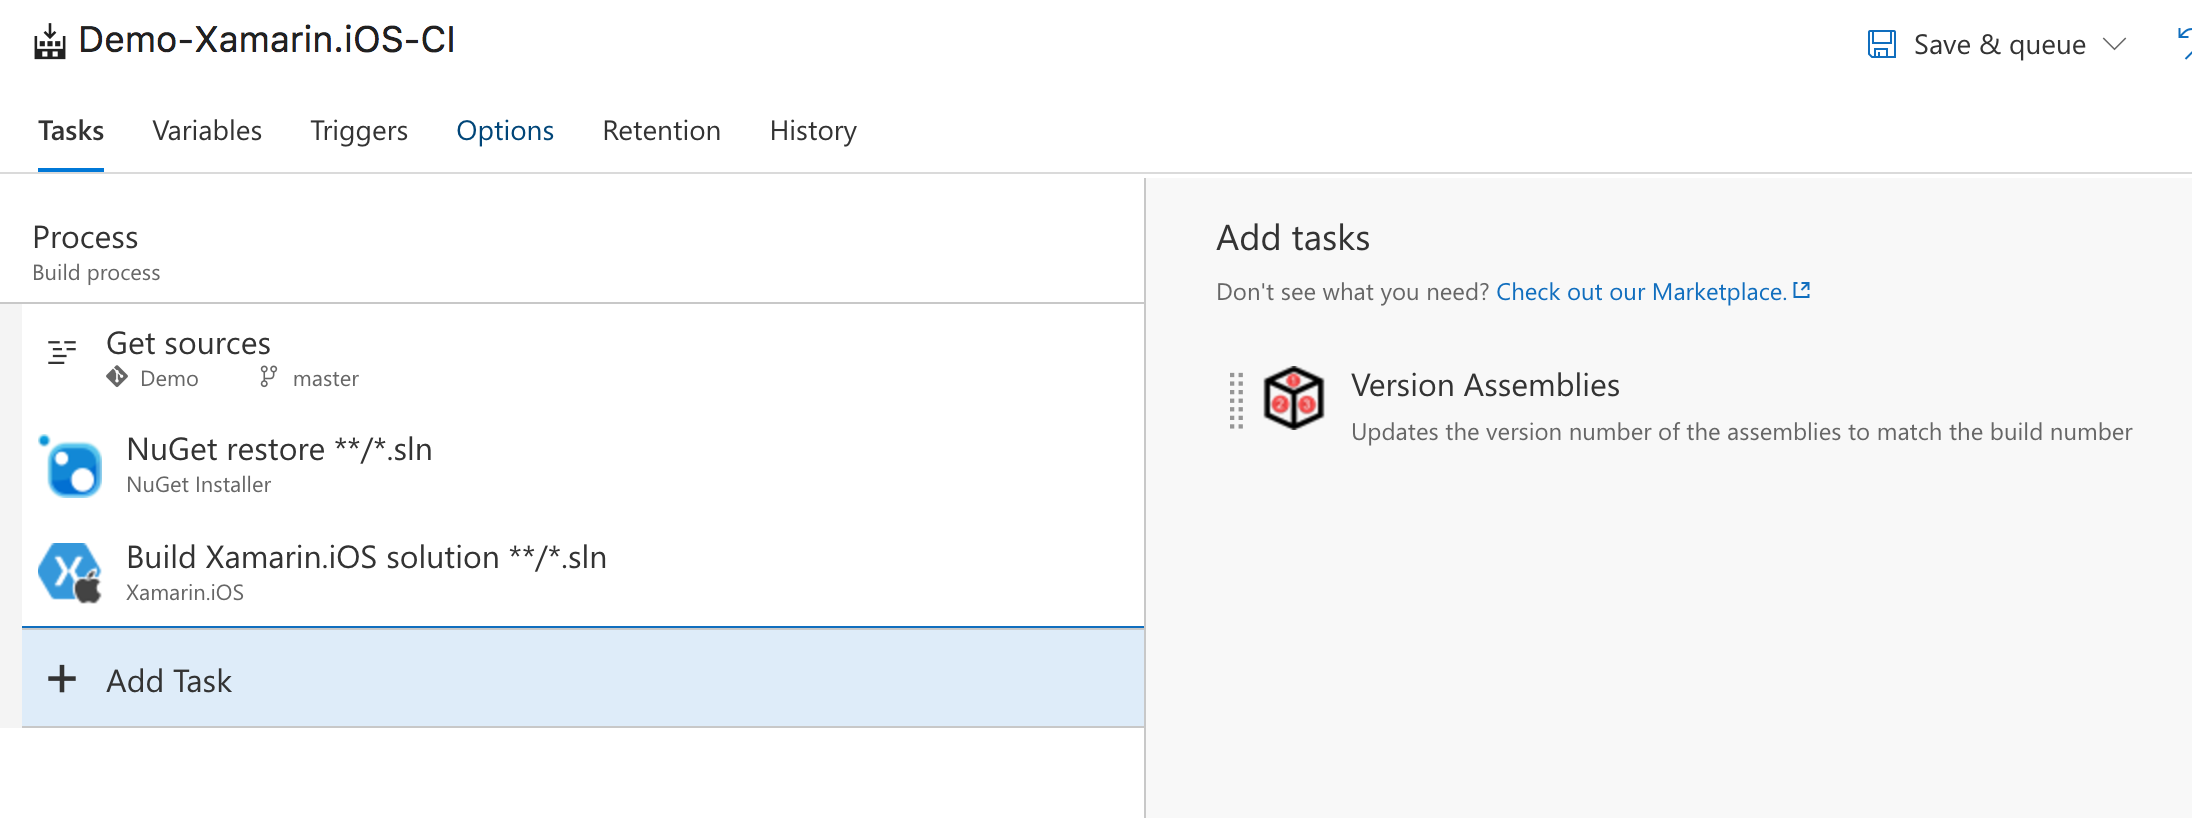 Demo-Xamarin.iOS-CI
Save & queue
Tasks Variables Triggers Options Retention History
Process
Build process
Get sources
Demo master
NuGet restore **/*.sln
NuGet Installer
Build Xamarin.iOS solution **/*.sln
Xamarin.iOS
Add Task
Add tasks
Don't see what you need? Check out our Marketplace.
1
2 3
Version Assemblies
Updates the version number of the assemblies to match the build number